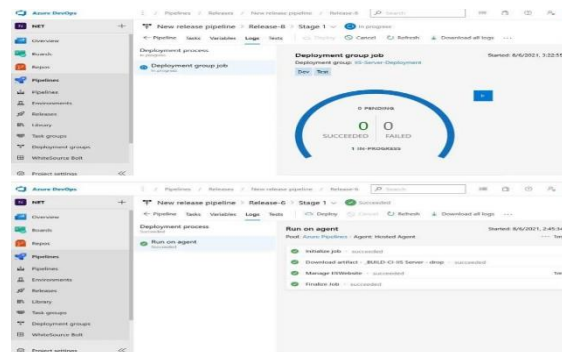 Azure DevOps
Pipelines / Releases / New release pipeline / Release-6
Search
NET
+
New release pipeline > Release-6 > Stage 1
In progress
Pipeline Tasks Variables Logs Tests
Deploy Cancel Refresh Download all logs ...
Overview
Boards
Repos
Pipelines
Pipelines
Environments
Releases
Library
Task groups
Deployment groups
WhiteSource Bolt
Project settings
Deployment process
In progress
Deployment group job
In progress
Deployment group job
Started: 8/6/2021, 3:22:55
Deployment group: IIS-Server-Deployment
Dev Test
0 PENDING
0
SUCCEEDED
0
FAILED
1 IN-PROGRESS
Azure DevOps
Pipelines / Releases / New release pipeline / Release-6
Search
NET
+
New release pipeline > Release-6 > Stage 1
Succeeded
Pipeline Tasks Variables Logs Tests
Deploy Cancel Refresh Download all logs ...
Overview
Boards
Repos
Pipelines
Pipelines
Environments
Releases
Library
Task groups
Deployment groups
WhiteSource Bolt
Project settings
Deployment process
Succeeded
Run on agent
Succeeded
Run on agent
Started: 8/6/2021, 2:45:34
Pool: Azure Pipelines · Agent: Hosted Agent
Initialize job · succeeded
Download artifact - _BUILD-CI-IIS Server - drop · succeeded
Manage IISWebsite · succeeded
Finalize Job · succeeded